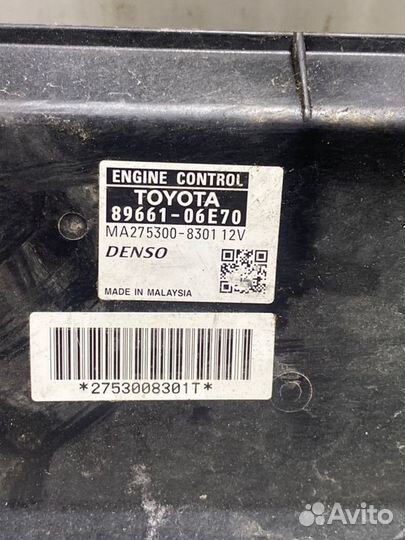 ENGINE CONTROL
TOYOTA
89661-06E70
MA275300-8301 12V
DENSO
MADE IN MALAYSIA
*2753008301T*
Avito